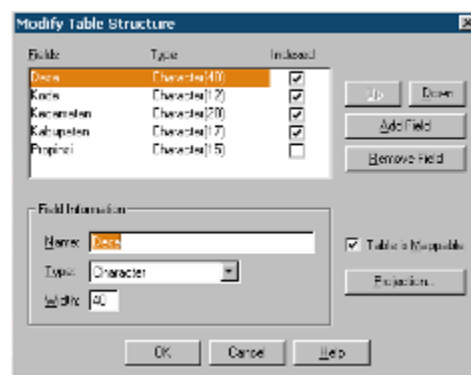 Modify Table Structure
Fields Type Indexed
Desa Character(40)
Kode Character(12)
Kecamatan Character(20)
Kabupaten Character(17)
Propinsi Character(15)
Up Down
Add Field
Remove Field
Field Information
Name: Desa
Table is Mappable
Type: Character
Projection...
Width: 40
OK Cancel Help